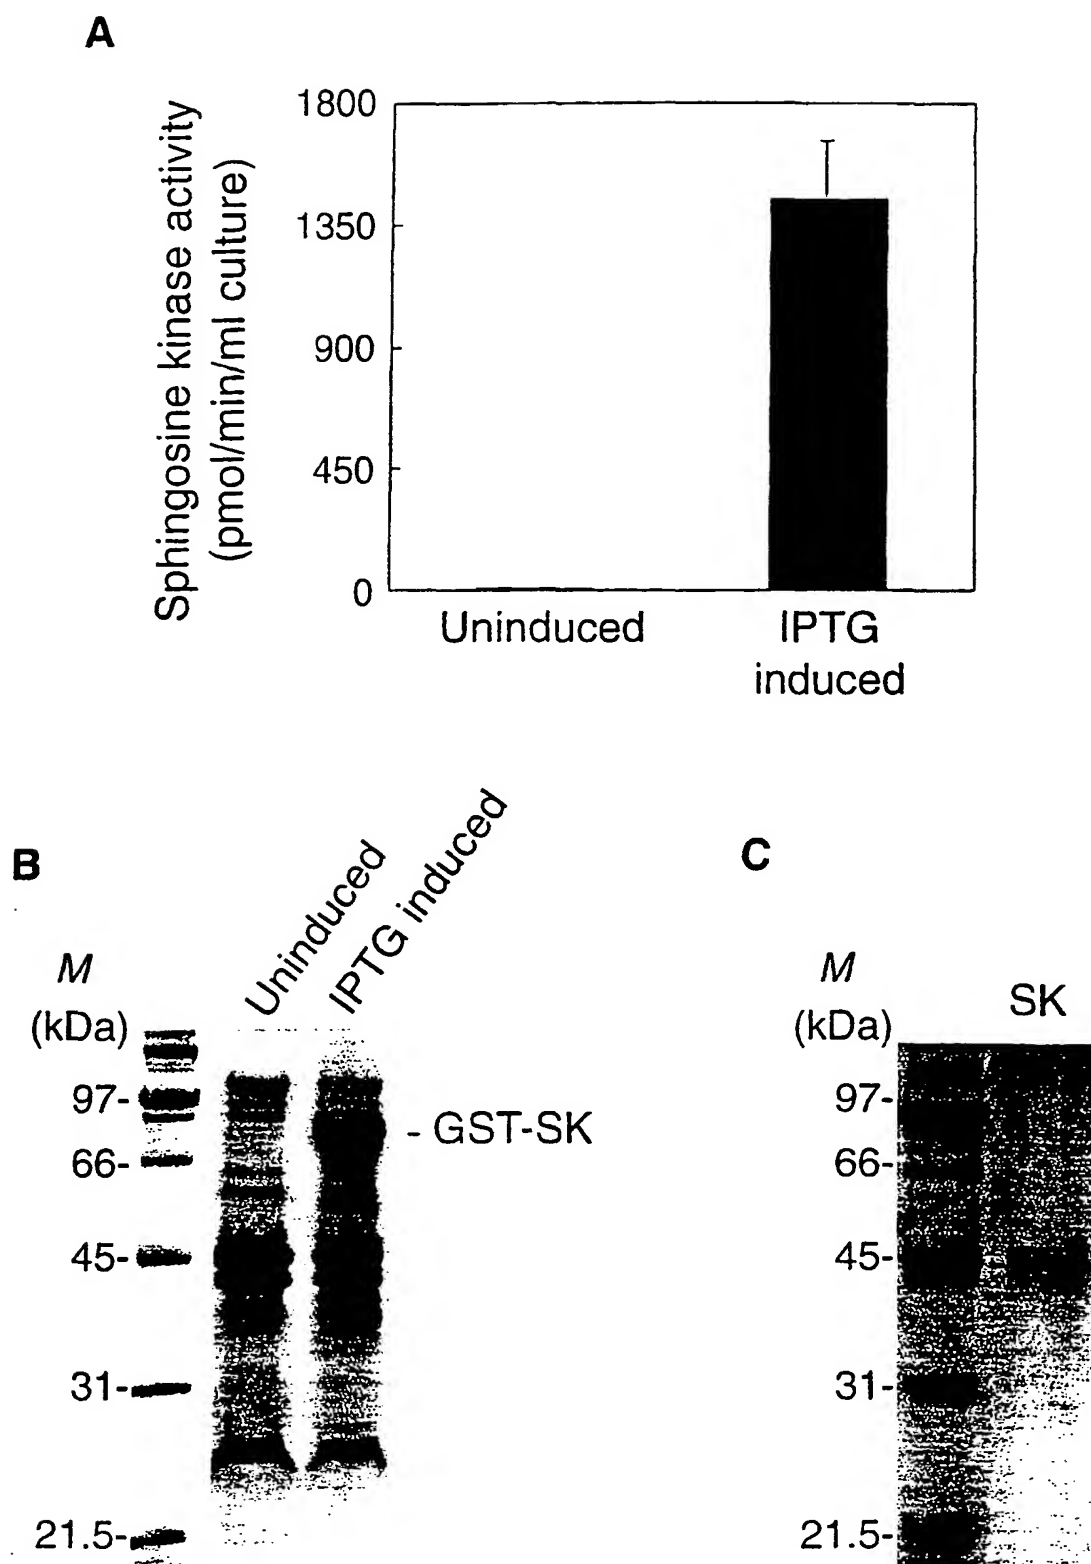 A
Sphingosine kinase activity
(pmol/min/ml culture)
1800
1350
900
450
0
Uninduced
IPTG
induced
B
Uninduced
IPTG induced
M
(kDa)
97-
66-
45-
31-
21.5-
- GST-SK
C
M
(kDa)
SK
97-
66-
45-
31-
21.5-